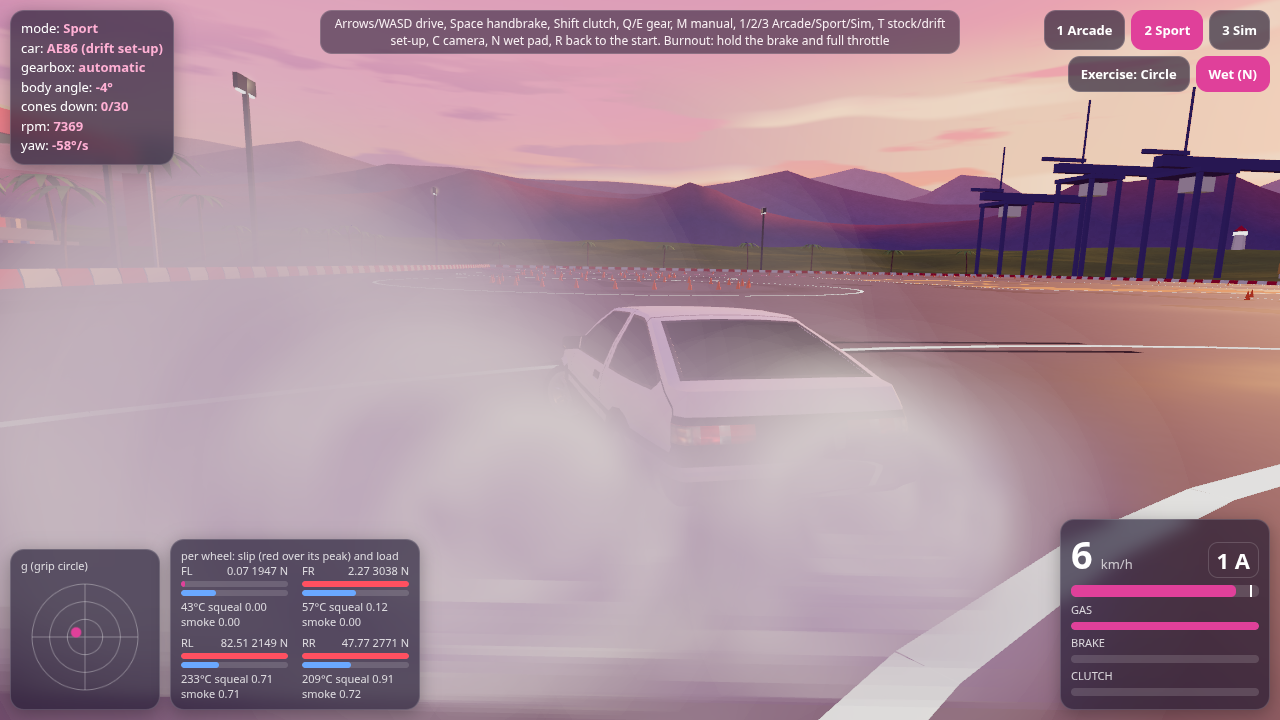 mode: Sport
car: AE86 (drift set-up)
gearbox: automatic
body angle: -4°
cones down: 0/30
rpm: 7369
yaw: -58°/s
Arrows/WASD drive, Space handbrake, Shift clutch, Q/E gear, M manual, 1/2/3 Arcade/Sport/Sim, T stock/drift
set-up, C camera, N wet pad, R back to the start. Burnout: hold the brake and full throttle
1 Arcade
2 Sport
3 Sim
Exercise: Circle
Wet (N)
g (grip circle)
per wheel: slip (red over its peak) and load
FL 0.07 1947 N
FR 2.27 3038 N
43°C squeal 0.00
smoke 0.00
57°C squeal 0.12
smoke 0.00
RL 82.51 2149 N
RR 47.77 2771 N
233°C squeal 0.71
smoke 0.71
209°C squeal 0.91
smoke 0.72
6 km/h
1 A
GAS
BRAKE
CLUTCH